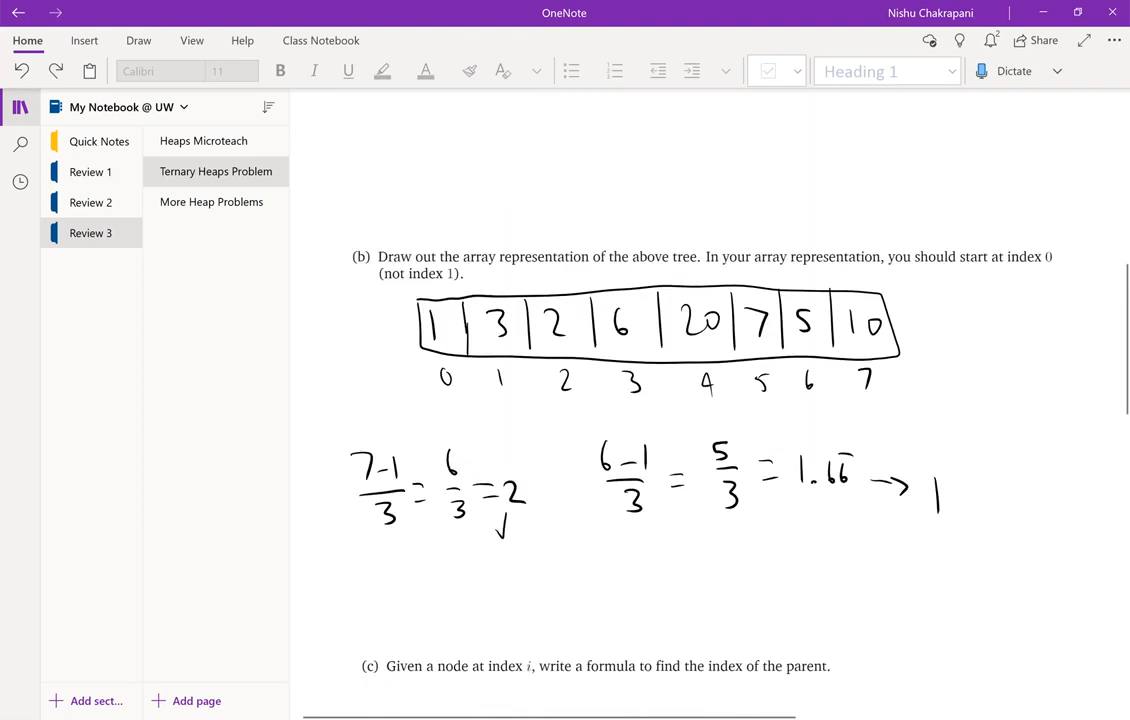 OneNote
Nishu Chakrapani
Home Insert Draw View Help Class Notebook
2 Share
Calibri 11 B I U A A Heading 1 Dictate
My Notebook @ UW
Quick Notes
Review 1
Review 2
Review 3
Heaps Microteach
Ternary Heaps Problem
More Heap Problems
(b) Draw out the array representation of the above tree. In your array representation, you should start at index 0
(not index 1).
1 3 2 6 20 7 5 10
0 1 2 3 4 5 6 7
7-1/3 = 6/3 = 2 ✓
6-1/3 = 5/3 = 1.66̅ → 1
(c) Given a node at index i, write a formula to find the index of the parent.
+ Add sect... + Add page